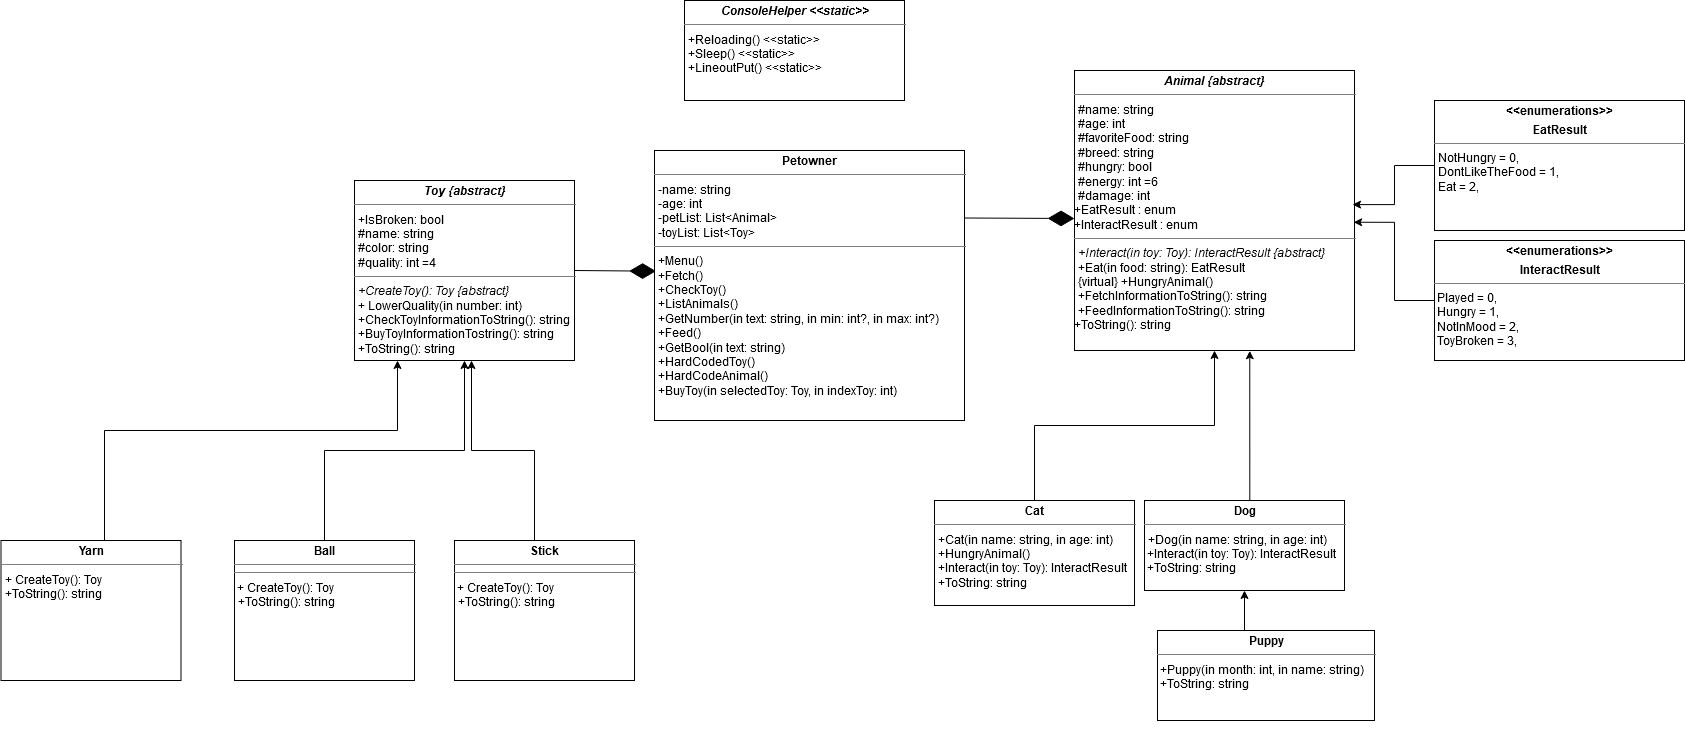 ConsoleHelper <<static>>
+Reloading() <<static>>
+Sleep() <<static>>
+LineoutPut() <<static>>
Animal {abstract}
#name: string
#age: int
#favoriteFood: string
#breed: string
#hungry: bool
#energy: int =6
#damage: int
+EatResult : enum
+InteractResult : enum
+Interact(in toy: Toy): InteractResult {abstract}
+Eat(in food: string): EatResult
{virtual} +HungryAnimal()
+FetchInformationToString(): string
+FeedInformationToString(): string
+ToString(): string
<<enumerations>>
EatResult
NotHungry = 0,
DontLikeTheFood = 1,
Eat = 2,
<<enumerations>>
InteractResult
Played = 0,
Hungry = 1,
NotInMood = 2,
ToyBroken = 3,
Petowner
-name: string
-age: int
-petList: List<Animal>
-toyList: List<Toy>
+Menu()
+Fetch()
+CheckToy()
+ListAnimals()
+GetNumber(in text: string, in min: int?, in max: int?)
+Feed()
+GetBool(in text: string)
+HardCodedToy()
+HardCodeAnimal()
+BuyToy(in selectedToy: Toy, in indexToy: int)
Toy {abstract}
+IsBroken: bool
#name: string
#color: string
#quality: int =4
+CreateToy(): Toy {abstract}
+ LowerQuality(in number: int)
+CheckToyInformationToString(): string
+BuyToyInformationTostring(): string
+ToString(): string
Yarn
+ CreateToy(): Toy
+ToString(): string
Ball
+ CreateToy(): Toy
+ToString(): string
Stick
+ CreateToy(): Toy
+ToString(): string
Cat
+Cat(in name: string, in age: int)
+HungryAnimal()
+Interact(in toy: Toy): InteractResult
+ToString: string
Dog
+Dog(in name: string, in age: int)
+Interact(in toy: Toy): InteractResult
+ToString: string
Puppy
+Puppy(in month: int, in name: string)
+ToString: string